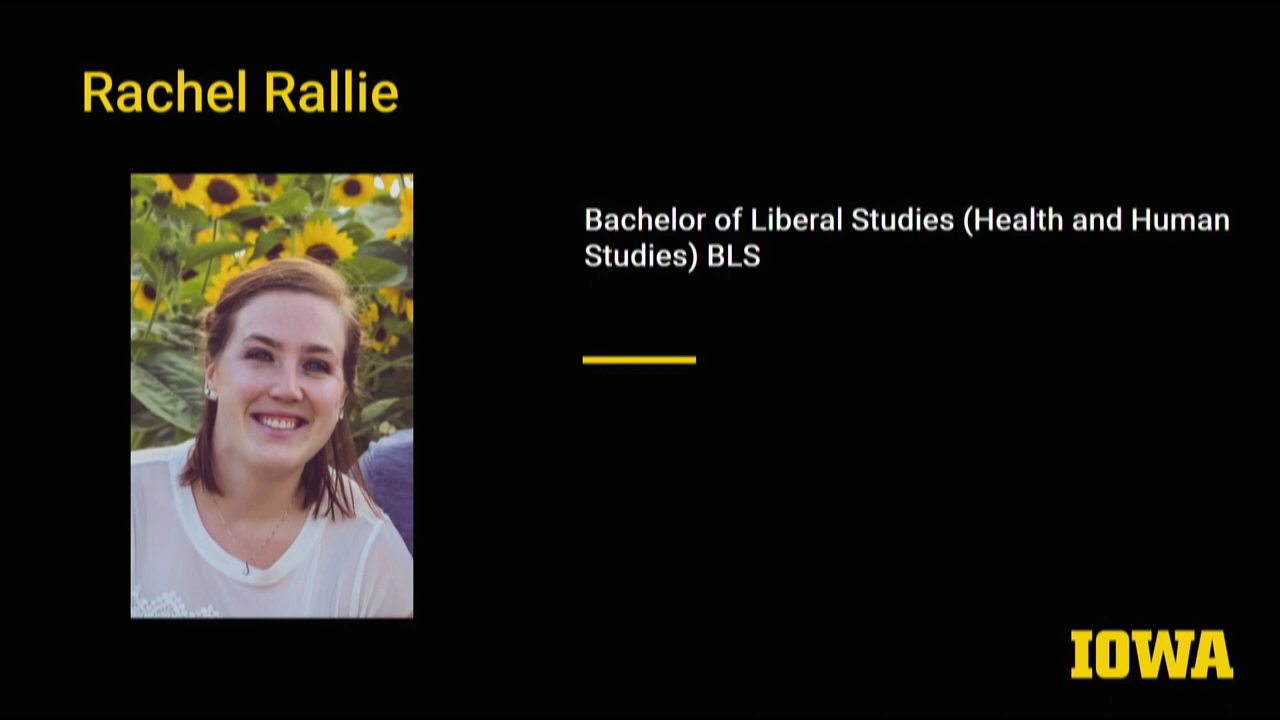 Rachel Rallie
Bachelor of Liberal Studies (Health and Human
Studies) BLS
IOWA